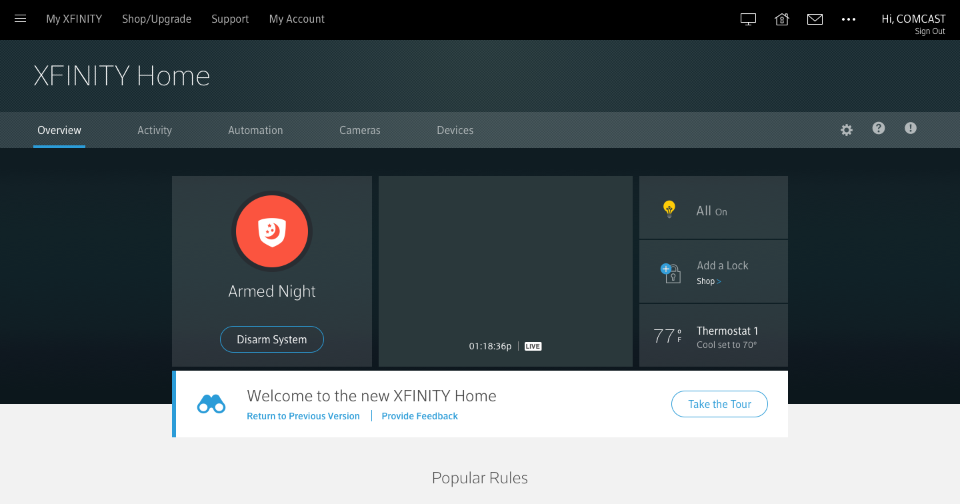 My XFINITY Shop/Upgrade Support My Account
Hi, COMCAST
Sign Out
XFINITY Home
Overview Activity Automation Cameras Devices
All On
Add a Lock
Shop >
Armed Night
Disarm System
01:18:36p | LIVE
77°F
Thermostat 1
Cool set to 70°
Welcome to the new XFINITY Home
Return to Previous Version | Provide Feedback
Take the Tour
Popular Rules